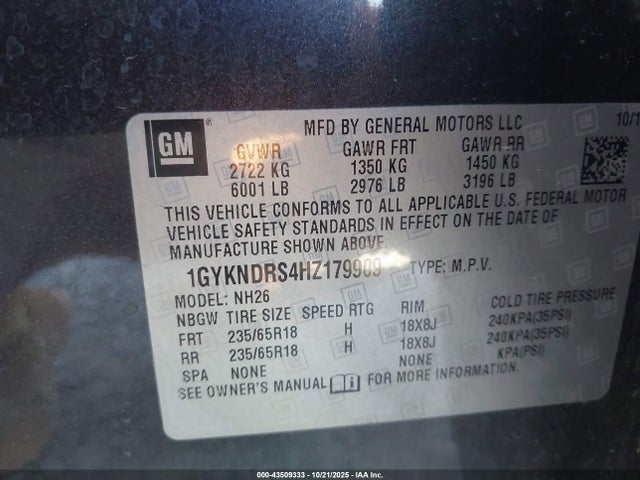 GM
®
MFD BY GENERAL MOTORS LLC 10/1
GVWR GAWR FRT GAWR RR
2722 KG 1350 KG 1450 KG
6001 LB 2976 LB 3196 LB
THIS VEHICLE CONFORMS TO ALL APPLICABLE U.S. FEDERAL MOTOR
VEHICLE SAFETY STANDARDS IN EFFECT ON THE DATE OF
MANUFACTURE SHOWN ABOVE.
1GYKNDRS4HZ179909 TYPE: M.P.V.
MODEL: NH26
NBGW TIRE SIZE SPEED RTG RIM COLD TIRE PRESSURE
FRT 235/65R18 H 18X8J 240KPA(35PSI)
RR 235/65R18 H 18X8J 240KPA(35PSI)
SPA NONE NONE KPA(PSI)
SEE OWNER'S MANUAL FOR MORE INFORMATION.
000-43509333 - 10/21/2025 - IAA Inc.